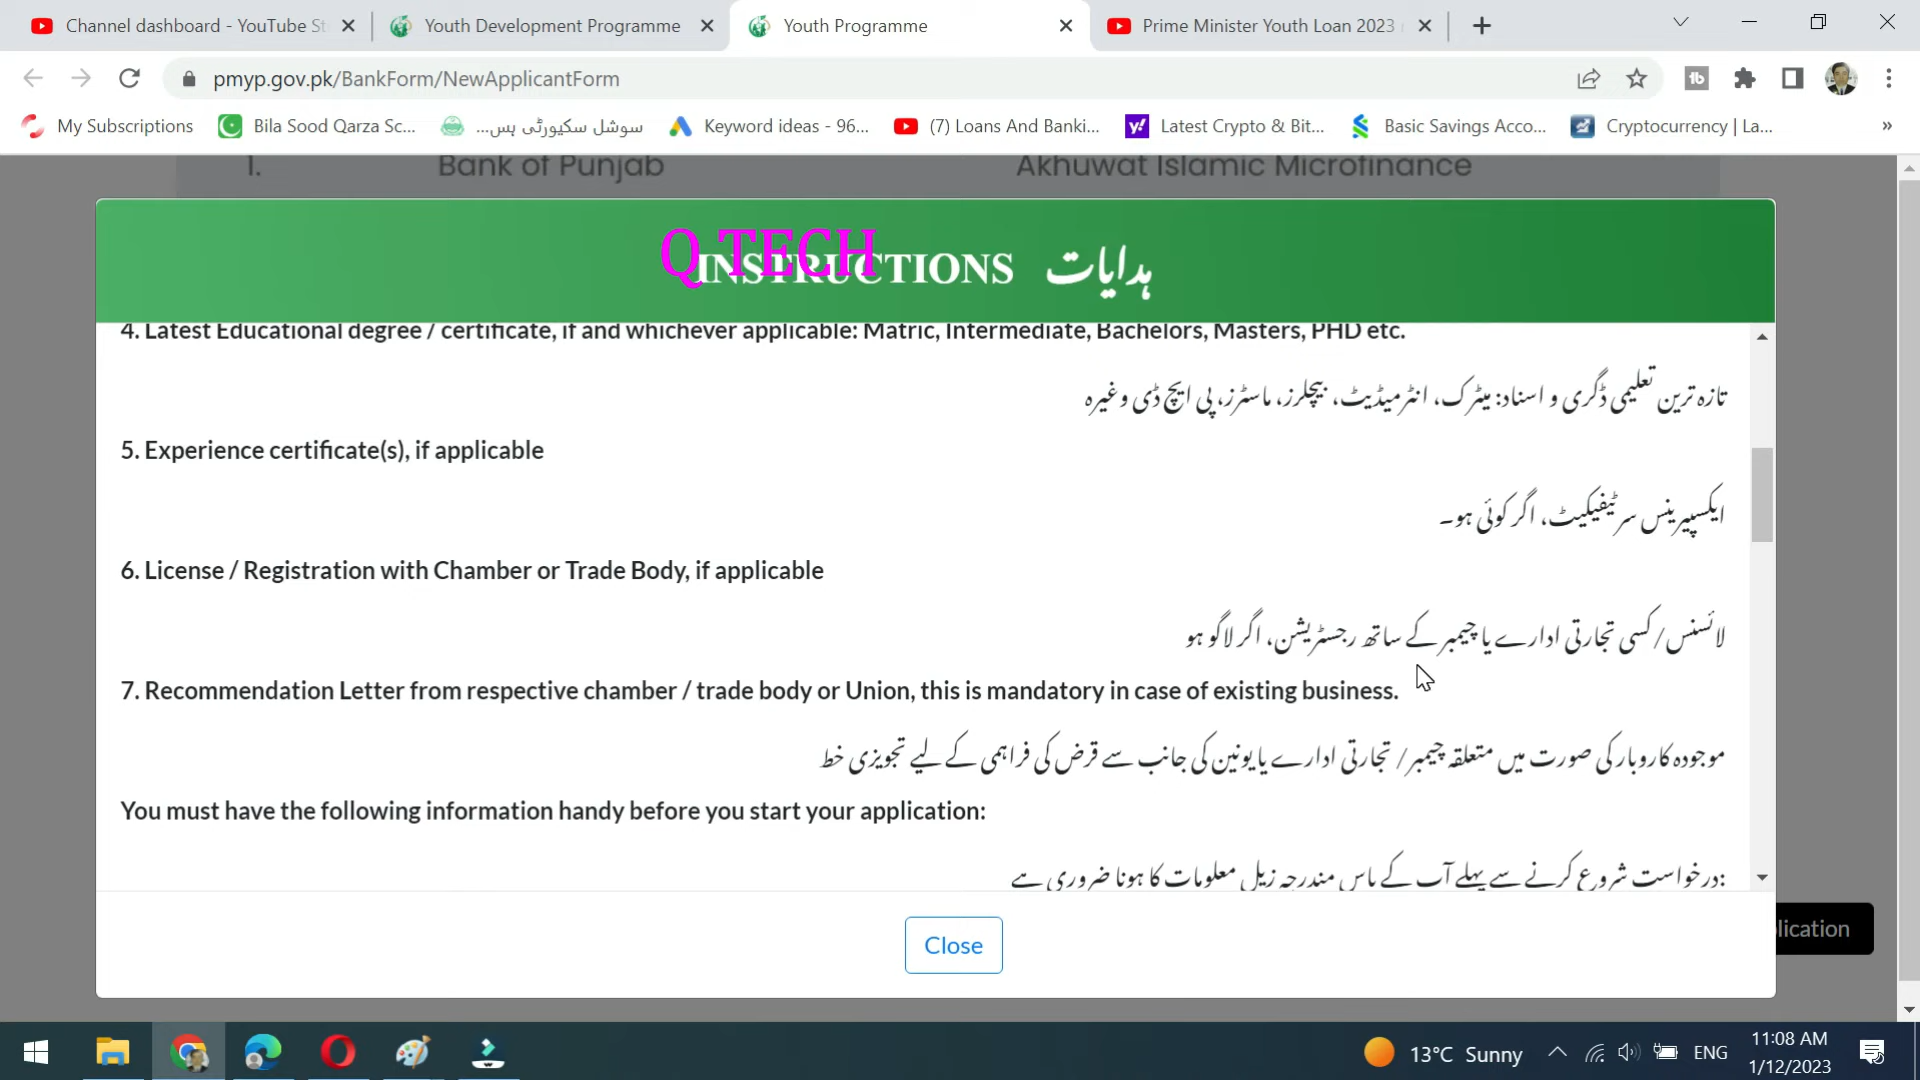 Channel dashboard - YouTube St
Youth Development Programme
Youth Programme
Prime Minister Youth Loan 2023
pmyp.gov.pk/BankForm/NewApplicantForm
My Subscriptions
Bila Sood Qarza Sc...
سوشل سکیورٹی پس...
Keyword ideas - 96...
(7) Loans And Banki...
Latest Crypto & Bit...
Basic Savings Acco...
Cryptocurrency | La...
1. Bank of Punjab Akhuwat Islamic Microfinance
Q TECH
INSTRUCTIONS ہدایات
4. Latest Educational degree / certificate, if and whichever applicable: Matric, Intermediate, Bachelors, Masters, PHD etc.
تازہ ترین تعلیمی ڈگری و اسناد: میٹرک، انٹرمیڈیٹ، بیچلرز، ماسٹرز، پی ایچ ڈی وغیرہ
5. Experience certificate(s), if applicable
ایکسپیرینس سرٹیفیکیٹ، اگر کوئی ہو۔
6. License / Registration with Chamber or Trade Body, if applicable
لائسنس/کسی تجارتی ادارے یا چیمبر کے ساتھ رجسٹریشن، اگر لاگو ہو
7. Recommendation Letter from respective chamber / trade body or Union, this is mandatory in case of existing business.
موجودہ کاروبار کی صورت میں متعلقہ چیمبر / تجارتی ادارے یا یونین کی جانب سے قرض کی فراہمی کے لیے تجویزی خط
You must have the following information handy before you start your application:
درخواست شروع کرنے سے پہلے آپ کے پاس مندرجہ زیل معلومات کا ہونا ضروری ہے:
Close
lication
13°C Sunny
ENG
11:08 AM
1/12/2023